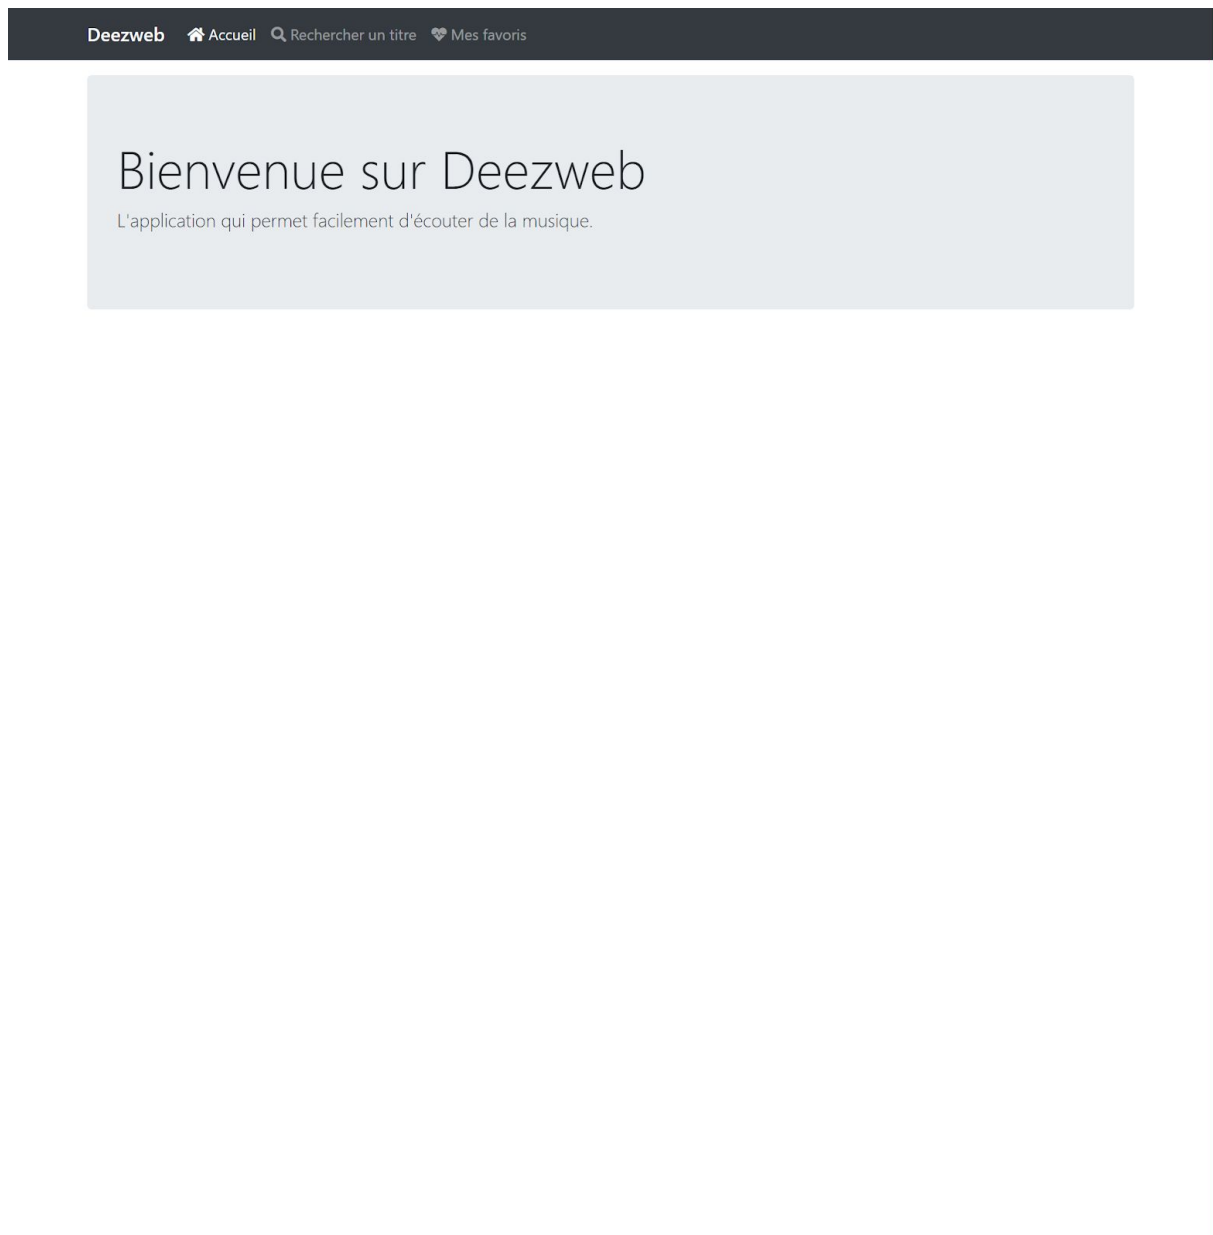 Deezweb Accueil Rechercher un titre Mes favoris
Bienvenue sur Deezweb
L'application qui permet facilement d'écouter de la musique.